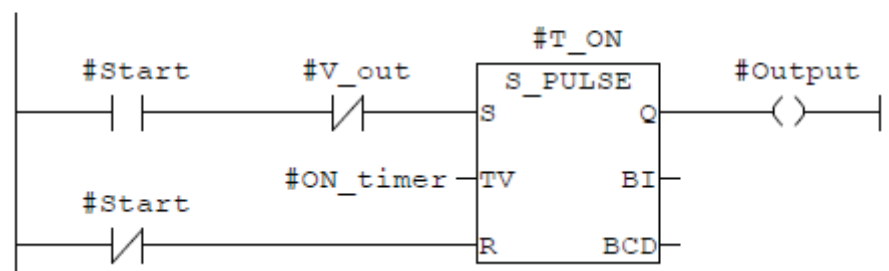 #T_ON
#Start #V_out S_PULSE #Output
S Q
#ON_timer TV BI
#Start
R BCD